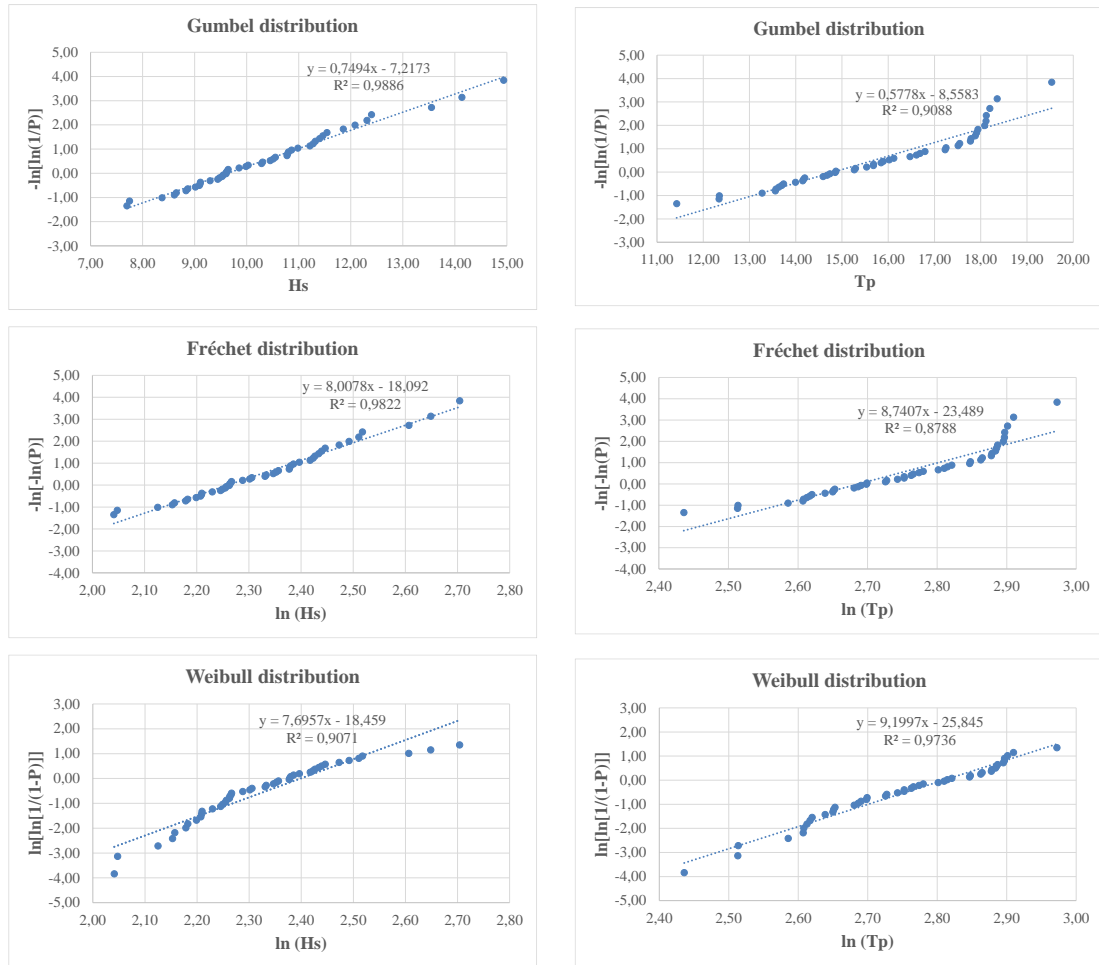 Gumbel distribution
5,00
4,00
3,00
2,00
1,00
0,00
-1,00
-2,00
-3,00
-ln[ln(1/P)]
y = 0,7494x - 7,2173
R² = 0,9886
7,00 8,00 9,00 10,00 11,00 12,00 13,00 14,00 15,00
Hs
Gumbel distribution
5,00
4,00
3,00
2,00
1,00
0,00
-1,00
-2,00
-3,00
-ln[ln(1/P)]
y = 0,5778x - 8,5583
R² = 0,9088
11,00 12,00 13,00 14,00 15,00 16,00 17,00 18,00 19,00 20,00
Tp
Fréchet distribution
5,00
4,00
3,00
2,00
1,00
0,00
-1,00
-2,00
-3,00
-4,00
-ln[-ln(P)]
y = 8,0078x - 18,092
R² = 0,9822
2,00 2,10 2,20 2,30 2,40 2,50 2,60 2,70 2,80
ln (Hs)
Fréchet distribution
5,00
4,00
3,00
2,00
1,00
0,00
-1,00
-2,00
-3,00
-4,00
-ln[-ln(P)]
y = 8,7407x - 23,489
R² = 0,8788
2,40 2,50 2,60 2,70 2,80 2,90 3,00
ln (Tp)
Weibull distribution
3,00
2,00
1,00
0,00
-1,00
-2,00
-3,00
-4,00
-5,00
ln[ln[1/(1-P)]]
y = 7,6957x - 18,459
R² = 0,9071
2,00 2,10 2,20 2,30 2,40 2,50 2,60 2,70 2,80
ln (Hs)
Weibull distribution
3,00
2,00
1,00
0,00
-1,00
-2,00
-3,00
-4,00
-5,00
ln[ln[1/(1-P)]]
y = 9,1997x - 25,845
R² = 0,9736
2,40 2,50 2,60 2,70 2,80 2,90 3,00
ln (Tp)